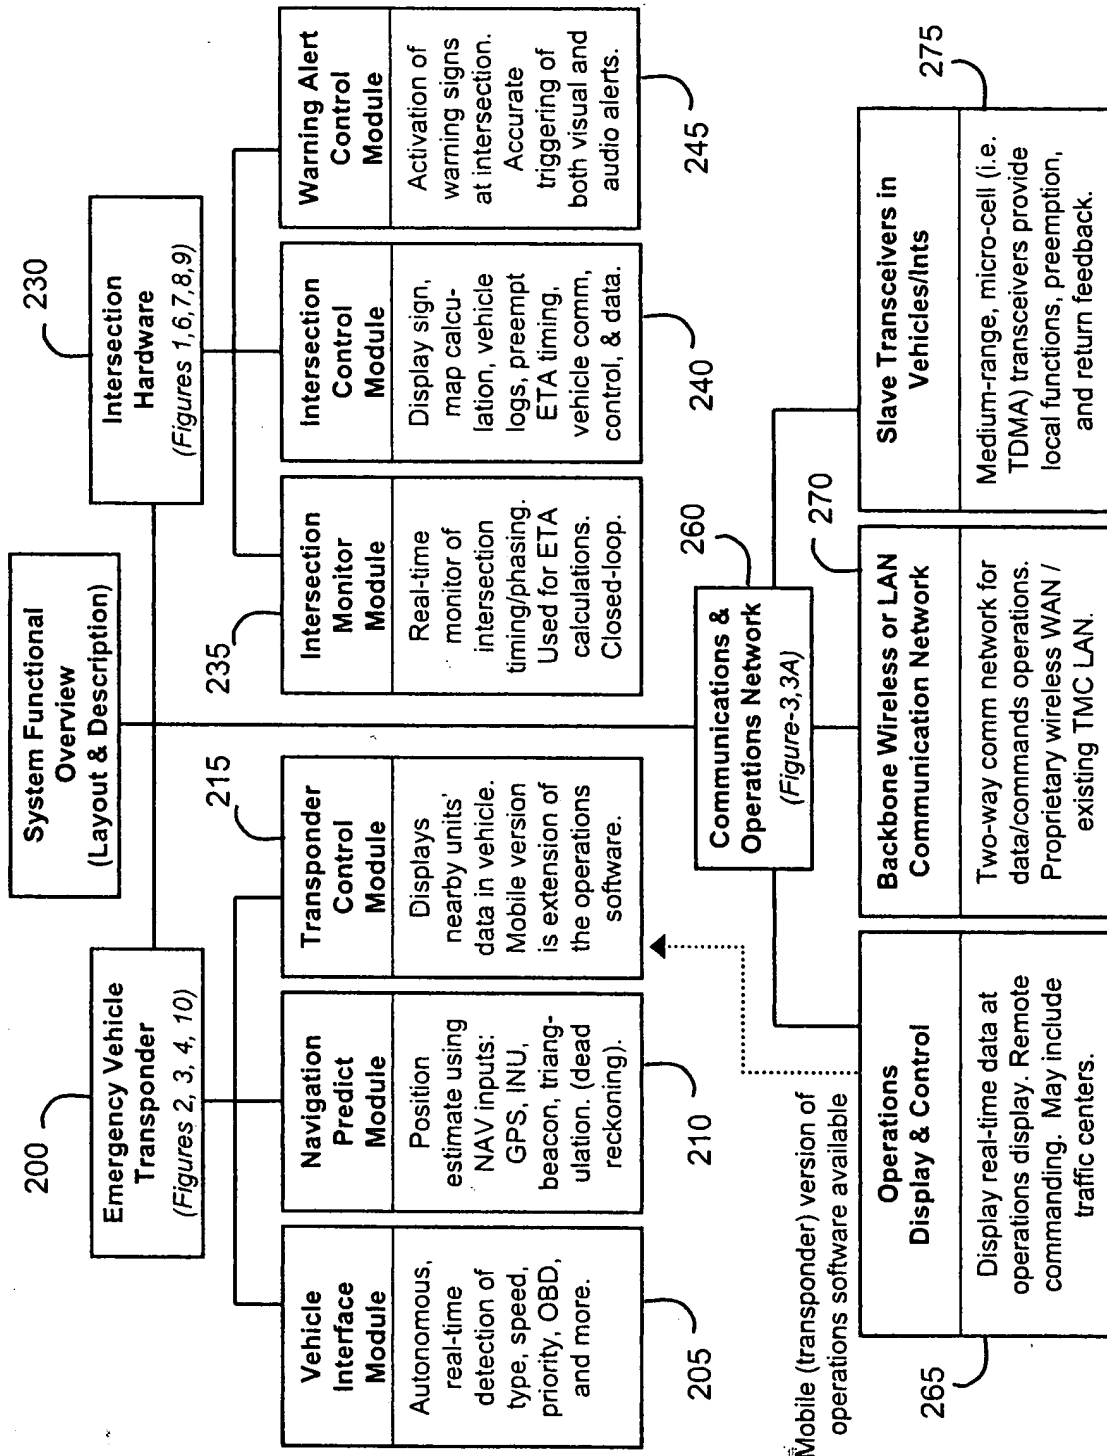 System Functional
Overview
(Layout & Description)
200
Emergency Vehicle
Transponder
(Figures 2, 3, 4, 10)
230
Intersection
Hardware
(Figures 1,6,7,8,9)
Vehicle
Interface
Module
Autonomous,
real-time
detection of
type, speed,
priority, OBD,
and more.
205
Navigation
Predict
Module
Position
estimate using
NAV inputs:
GPS, INU,
beacon, triang-
ulation. (dead
reckoning).
210
215
Transponder
Control
Module
Displays
nearby units'
data in vehicle.
Mobile version
is extension of
the operations
software.
235
Intersection
Monitor
Module
Real-time
monitor of
intersection
timing/phasing.
Used for ETA
calculations.
Closed-loop.
Intersection
Control
Module
Display sign,
map calcu-
lation, vehicle
logs, preempt
ETA timing,
vehicle comm,
control, & data.
240
Warning Alert
Control
Module
Activation of
warning signs
at intersection.
Accurate
triggering of
both visual and
audio alerts.
245
Mobile (transponder) version of
operations software available
260
Communications &
Operations Network
(Figure-3,3A)
265
Operations
Display & Control
Display real-time data at
operations display. Remote
commanding. May include
traffic centers.
270
Backbone Wireless or LAN
Communication Network
Two-way comm network for
data/commands operations.
Proprietary wireless WAN /
existing TMC LAN.
275
Slave Transceivers in
Vehicles/Ints
Medium-range, micro-cell (i.e.
TDMA) transceivers provide
local functions, preemption,
and return feedback.